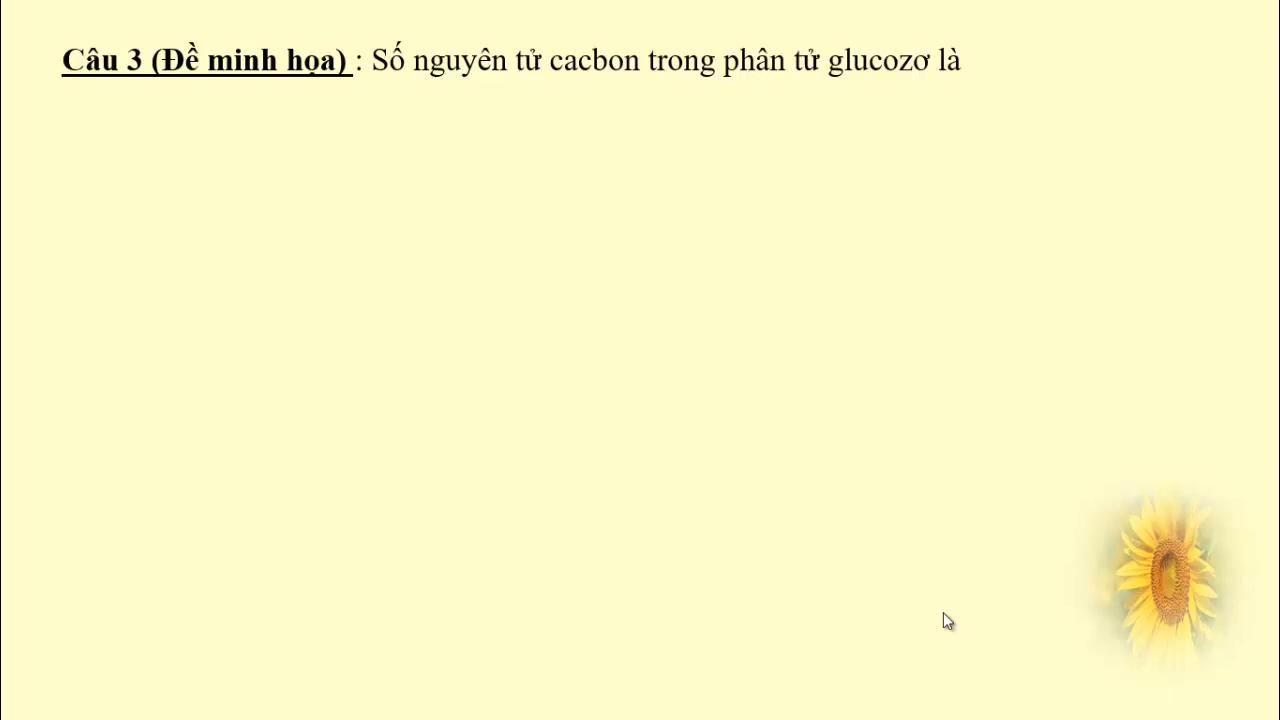 Câu 3 (Đề minh họa) : Số nguyên tử cacbon trong phân tử glucozơ là